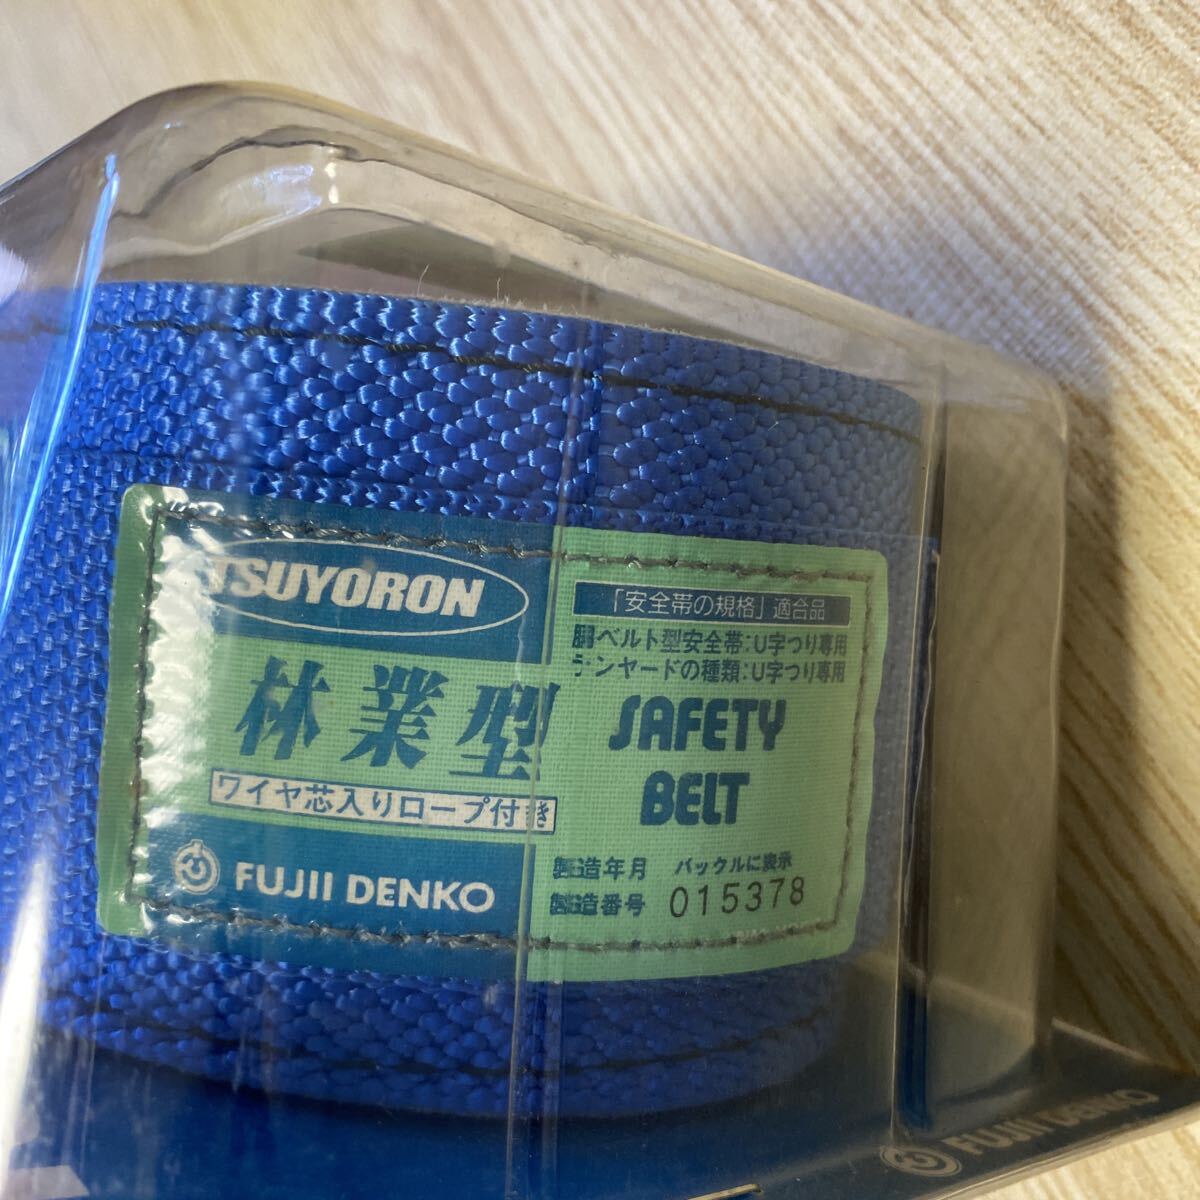 TSUYORON
林業型
ワイヤ芯入りロープ付き
FUJII DENKO
「安全帯の規格」適合品
胴ベルト型安全帯:U字つり専用
ランヤードの種類:U字つり専用
SAFETY
BELT
製造年月 バックルに表示
製造番号 015378
FUJII DENKO